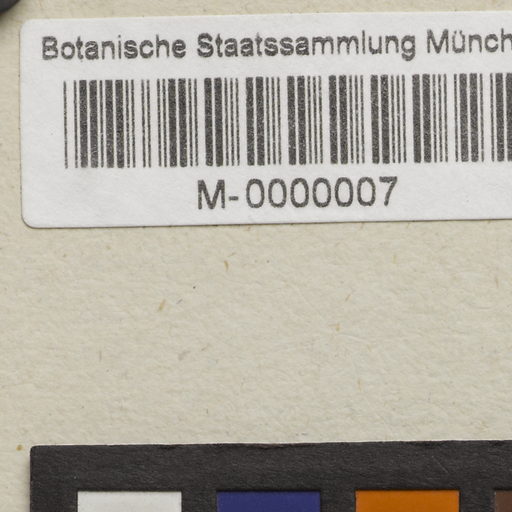 Botanische Staatssammlung Münch
M-0000007